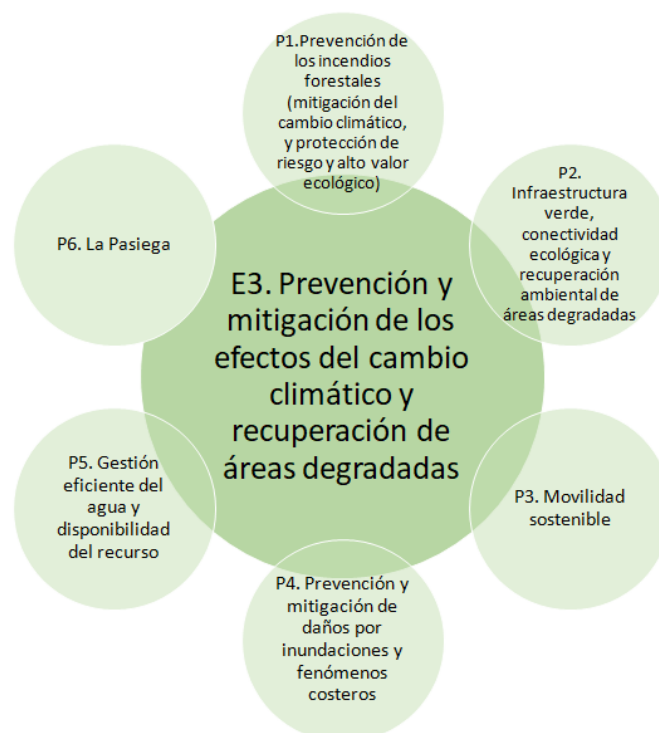 P1.Prevención de
los incendios
forestales
(mitigación del
cambio climático,
y protección de
riesgo y alto valor
ecológico)
P2.
Infraestructura
verde,
conectividad
ecológica y
recuperación
ambiental de
áreas degradadas
P6. La Pasiega
E3. Prevención y
mitigación de los
efectos del cambio
climático y
recuperación de
áreas degradadas
P5. Gestión
eficiente del
agua y
disponibilidad
del recurso
P3. Movilidad
sostenible
P4. Prevención y
mitigación de
daños por
inundaciones y
fenómenos
costeros